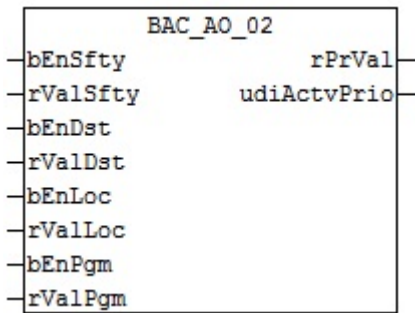 BAC_AO_02
bEnSfty rPrVal
rValSfty udiActvPrio
bEnDst
rValDst
bEnLoc
rValLoc
bEnPgm
rValPgm